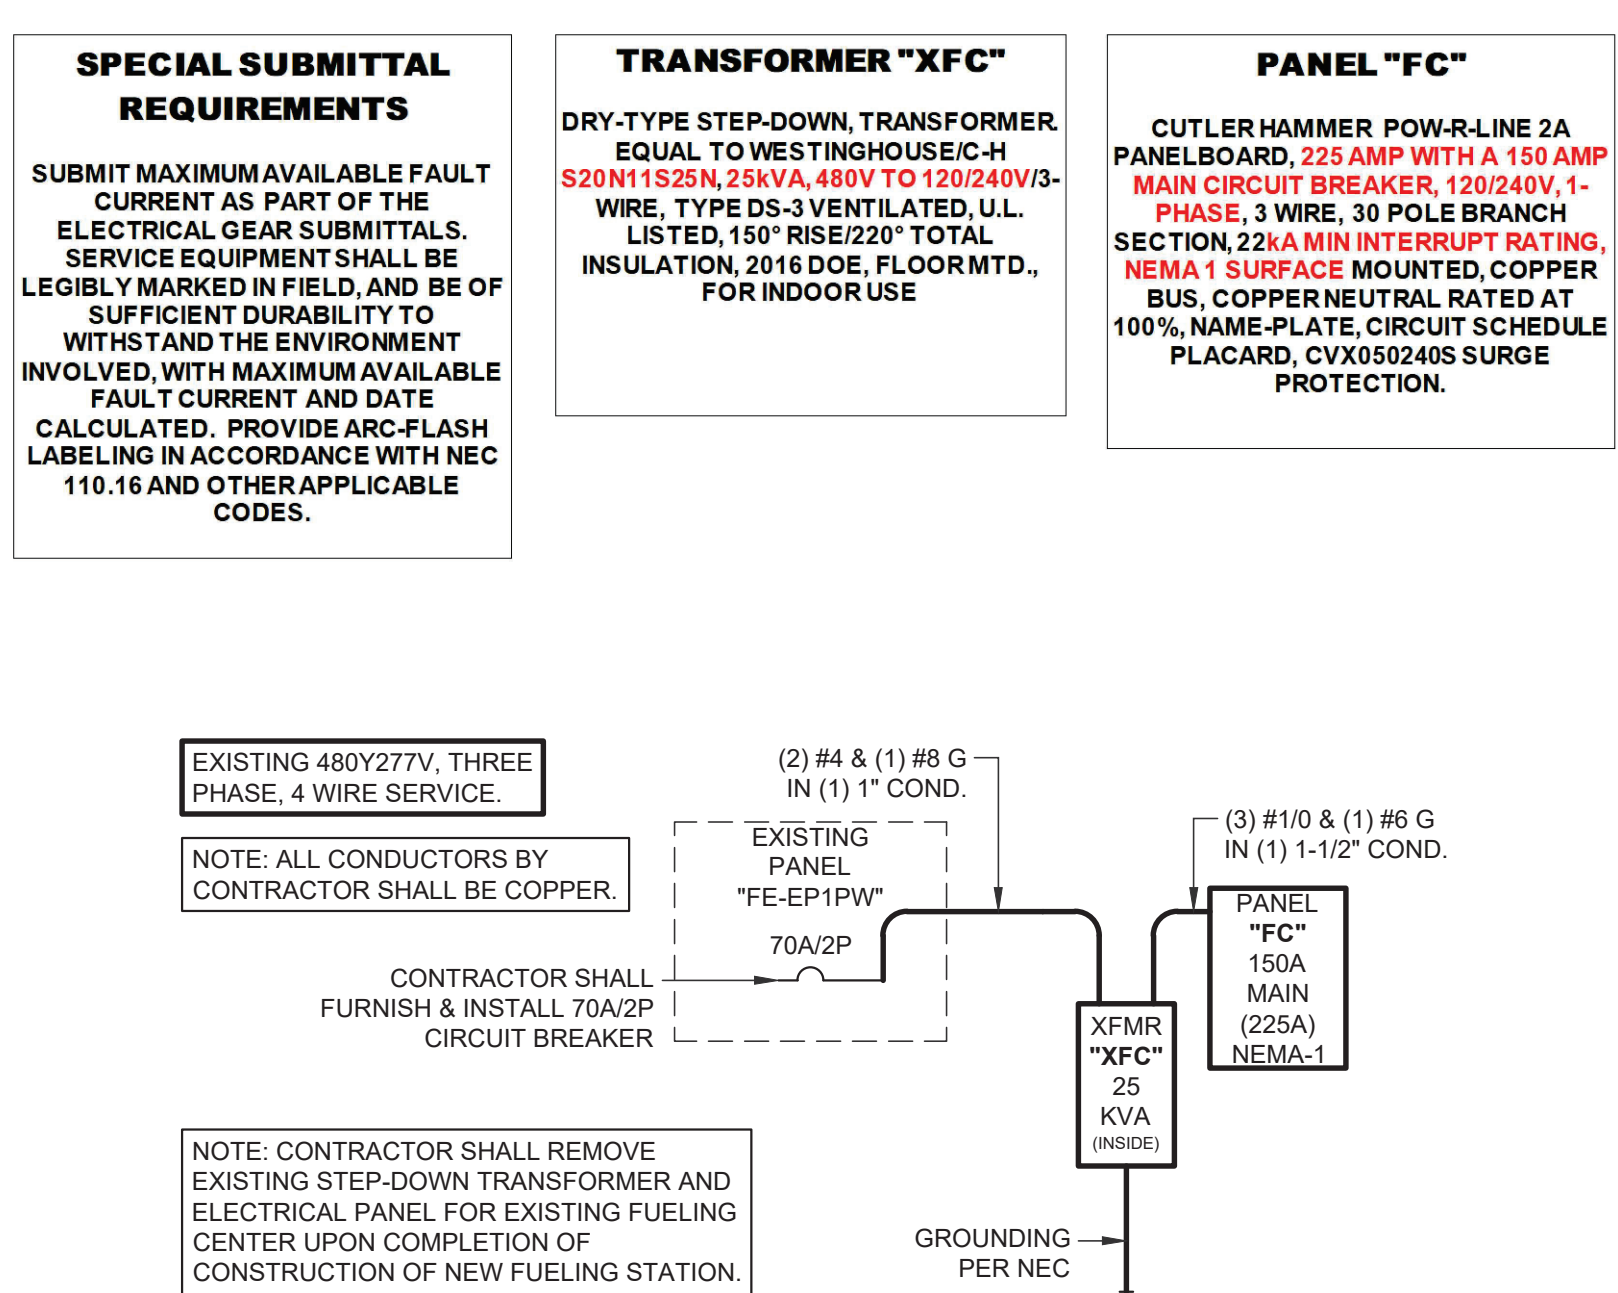 SPECIAL SUBMITTAL
REQUIREMENTS
SUBMIT MAXIMUM AVAILABLE FAULT
CURRENT AS PART OF THE
ELECTRICAL GEAR SUBMITTALS.
SERVICE EQUIPMENT SHALL BE
LEGIBLY MARKED IN FIELD, AND BE OF
SUFFICIENT DURABILITY TO
WITHSTAND THE ENVIRONMENT
INVOLVED, WITH MAXIMUM AVAILABLE
FAULT CURRENT AND DATE
CALCULATED. PROVIDE ARC-FLASH
LABELING IN ACCORDANCE WITH NEC
110.16 AND OTHER APPLICABLE
CODES.
TRANSFORMER "XFC"
DRY-TYPE STEP-DOWN, TRANSFORMER.
EQUAL TO WESTINGHOUSE/C-H
S20N11S25N, 25kVA, 480V TO 120/240V/3-
WIRE, TYPE DS-3 VENTILATED, U.L.
LISTED, 150° RISE/220° TOTAL
INSULATION, 2016 DOE, FLOOR MTD.,
FOR INDOOR USE
PANEL "FC"
CUTLER HAMMER POW-R-LINE 2A
PANELBOARD, 225 AMP WITH A 150 AMP
MAIN CIRCUIT BREAKER, 120/240V, 1-
PHASE, 3 WIRE, 30 POLE BRANCH
SECTION, 22kA MIN INTERRUPT RATING,
NEMA 1 SURFACE MOUNTED, COPPER
BUS, COPPER NEUTRAL RATED AT
100%, NAME-PLATE, CIRCUIT SCHEDULE
PLACARD, CVX050240S SURGE
PROTECTION.
EXISTING 480Y277V, THREE
PHASE, 4 WIRE SERVICE.
NOTE: ALL CONDUCTORS BY
CONTRACTOR SHALL BE COPPER.
(2) #4 & (1) #8 G
IN (1) 1" COND.
(3) #1/0 & (1) #6 G
IN (1) 1-1/2" COND.
EXISTING
PANEL
"FE-EP1PW"
70A/2P
CONTRACTOR SHALL
FURNISH & INSTALL 70A/2P
CIRCUIT BREAKER
PANEL
"FC"
150A
MAIN
(225A)
NEMA-1
XFMR
"XFC"
25
KVA
(INSIDE)
NOTE: CONTRACTOR SHALL REMOVE
EXISTING STEP-DOWN TRANSFORMER AND
ELECTRICAL PANEL FOR EXISTING FUELING
CENTER UPON COMPLETION OF
CONSTRUCTION OF NEW FUELING STATION.
GROUNDING
PER NEC